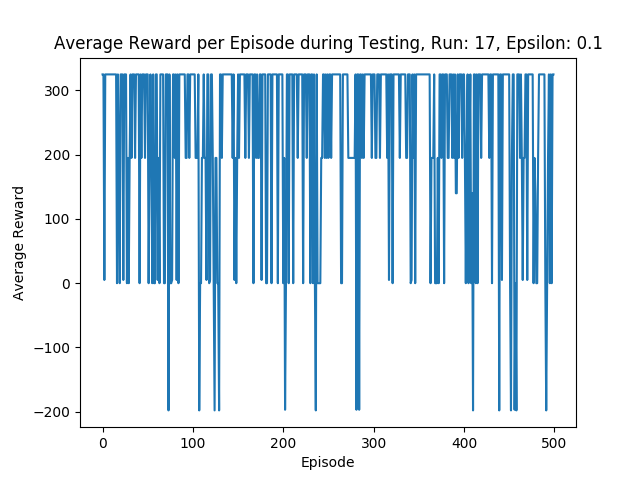 Average Reward per Episode during Testing, Run: 17, Epsilon: 0.1
Average Reward
300
200
100
0
−100
−200
0 100 200 300 400 500
Episode